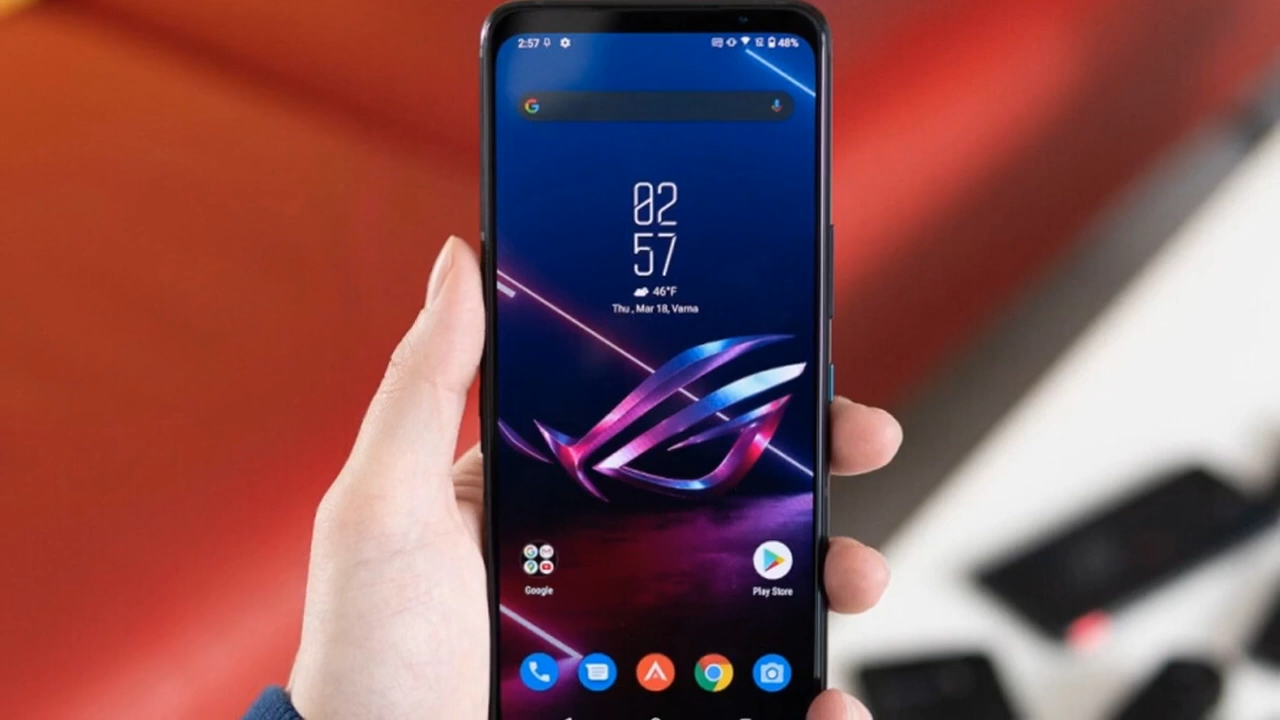 2:57
48%
02
57
46°F
Thu , Mar 18, Varna
Google
Play Store